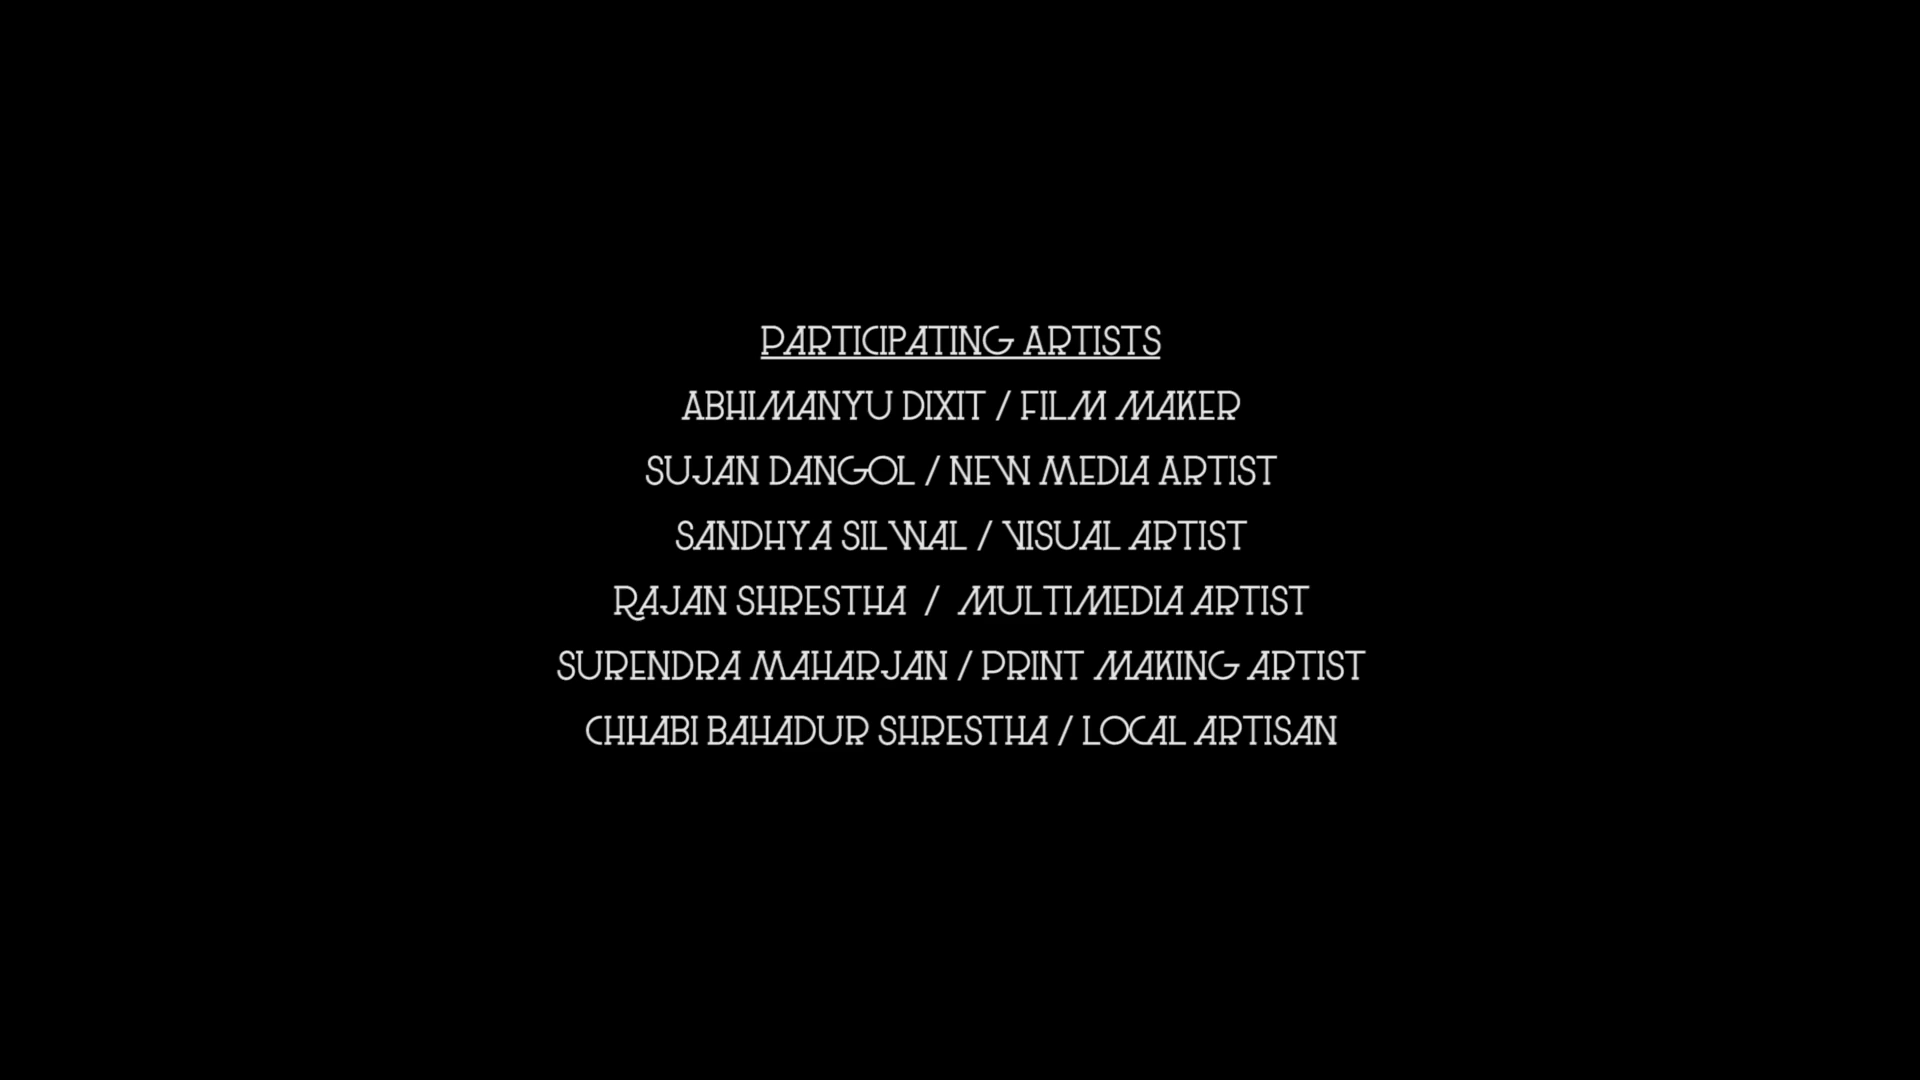 PARTICIPATING ARTISTS
ABHIMANYU DIXIT / FILM MAKER
SUJAN DANGOL / NEW MEDIA ARTIST
SANDHYA SILWAL / VISUAL ARTIST
RAJAN SHRESTHA / MULTIMEDIA ARTIST
SURENDRA MAHARJAN / PRINT MAKING ARTIST
CHHABI BAHADUR SHRESTHA / LOCAL ARTISAN